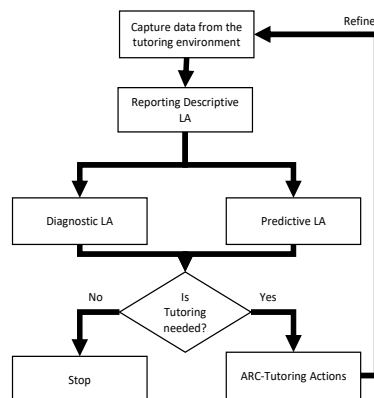 Refine
Capture data from the
tutoring environment
Reporting Descriptive
LA
Diagnostic LA
Predictive LA
Is
Tutoring
needed?
No
Yes
Stop
ARC-Tutoring Actions